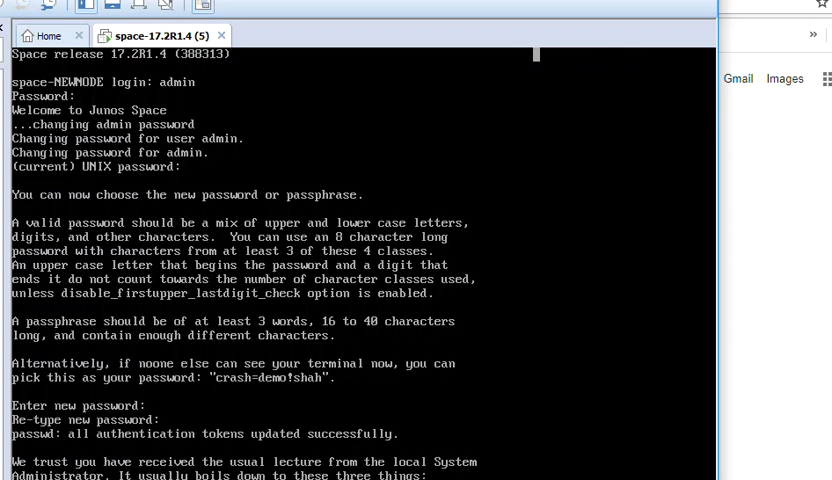 Home
space-17.2R1.4 (5)
Space release 17.2R1.4 (388313)
space-NEWNODE login: admin
Password:
Welcome to Junos Space
...changing admin password
Changing password for user admin.
Changing password for admin.
(current) UNIX password:
You can now choose the new password or passphrase.
A valid password should be a mix of upper and lower case letters,
digits, and other characters.  You can use an 8 character long
password with characters from at least 3 of these 4 classes.
An upper case letter that begins the password and a digit that
ends it do not count towards the number of character classes used,
unless disable_firstupper_lastdigit_check option is enabled.
A passphrase should be of at least 3 words, 16 to 40 characters
long, and contain enough different characters.
Alternatively, if noone else can see your terminal now, you can
pick this as your password: "crash=demo!shah".
Enter new password:
Re-type new password:
passwd: all authentication tokens updated successfully.
We trust you have received the usual lecture from the local System
Administrator. It usually boils down to these three things:
Gmail
Images